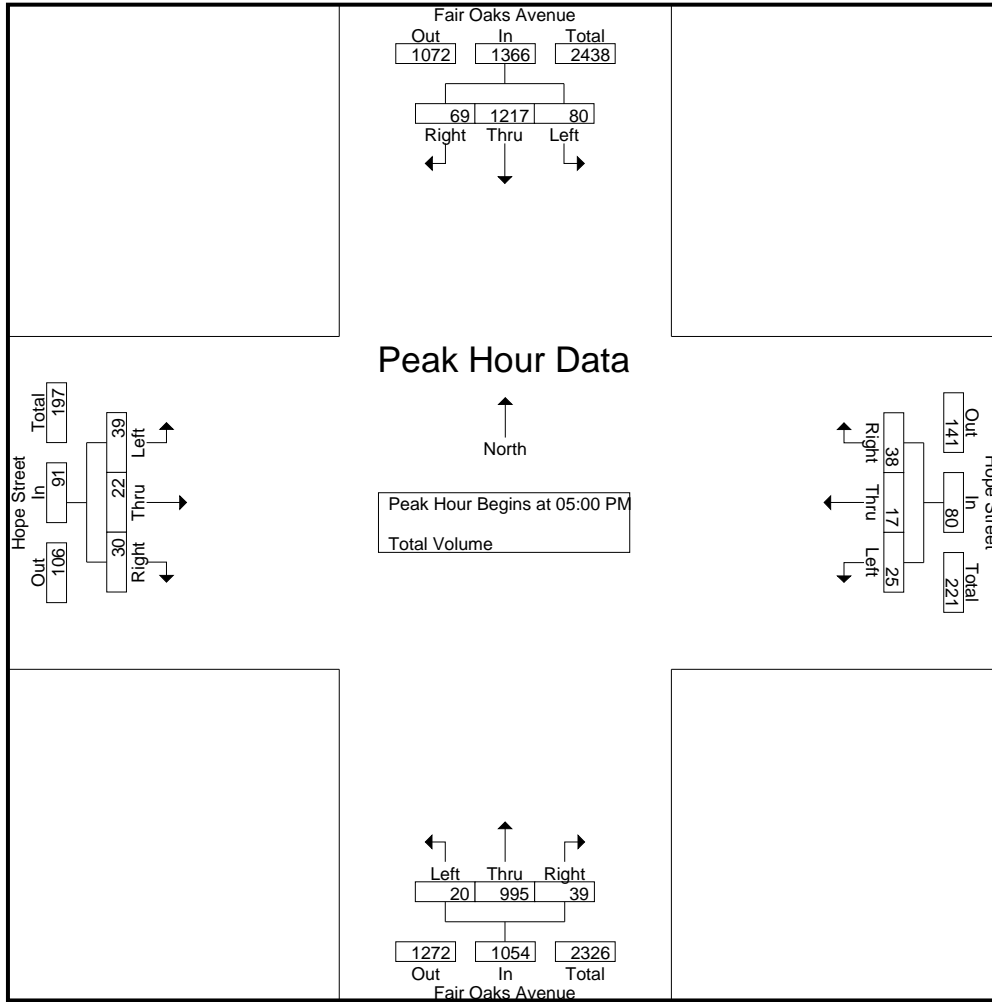 Fair Oaks Avenue
Out In Total
1072 1366 2438
69 1217 80
Right Thru Left
Peak Hour Data
North
Peak Hour Begins at 05:00 PM
Total Volume
Hope Street
Total In Out
197 91 106
39 22 30
Left Thru Right
Right Thru Left
38 17 25
Out In Total
141 80 221
Hope Street
Left Thru Right
20 995 39
1272 1054 2326
Out In Total
Fair Oaks Avenue